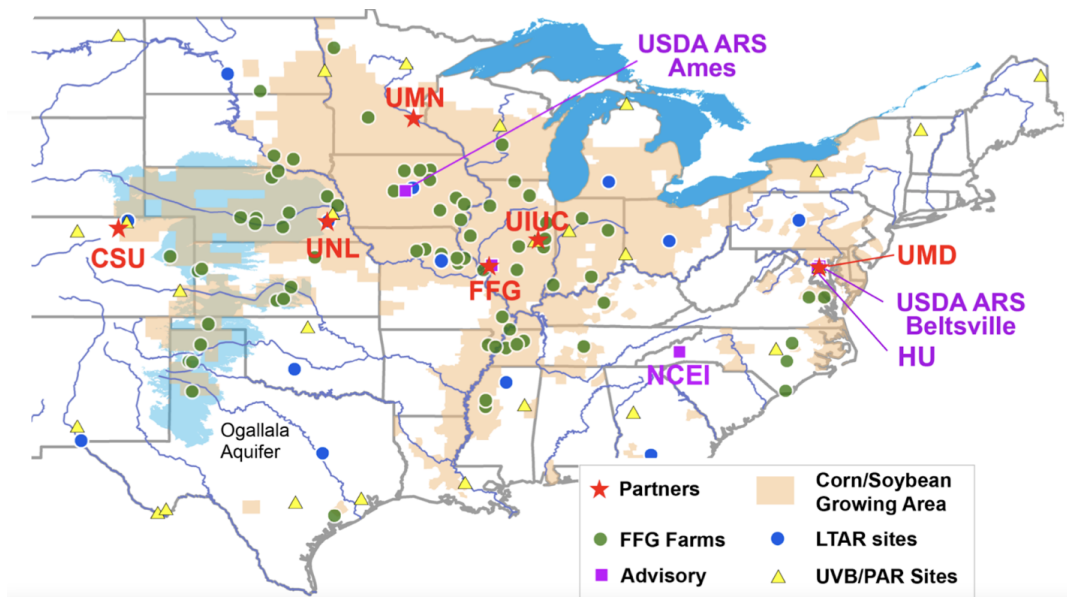 USDA ARS
Ames
UMN
UIUC
CSU
UNL
FFG
UMD
USDA ARS
Beltsville
HU
NCEI
Ogallala
Aquifer
Partners
Corn/Soybean
Growing Area
FFG Farms
LTAR sites
Advisory
UVB/PAR Sites